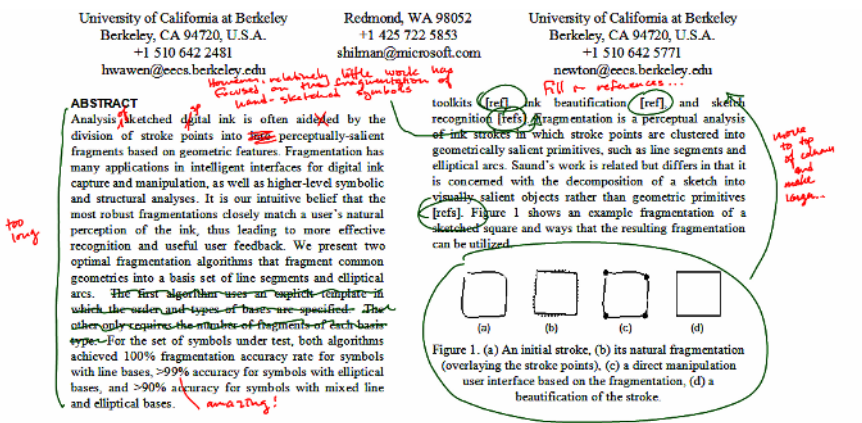 University of California at Berkeley
Berkeley, CA 94720, U.S.A.
+1 510 642 2481
hwawen@eecs.berkeley.edu
Redmond, WA 98052
+1 425 722 5853
shilman@microsoft.com
University of California at Berkeley
Berkeley, CA 94720, U.S.A.
+1 510 642 5771
newton@eecs.berkeley.edu
However, relatively little work has
focused on the fragmentation of
hand-sketched symbols
ABSTRACT
of if
Analysis sketched dgital ink is often aideed by the
division of stroke points into perceptually-salient
fragments based on geometric features. Fragmentation has
many applications in intelligent interfaces for digital ink
capture and manipulation, as well as higher-level symbolic
and structural analyses. It is our intuitive belief that the
most robust fragmentations closely match a user's natural
perception of the ink, thus leading to more effective
recognition and useful user feedback. We present two
optimal fragmentation algorithms that fragment common
geometries into a basis set of line segments and elliptical
arcs. The first algorithm uses an explicit template in
which the order and types of bases are specified. The
other only requires the number of fragments of each basis
type. For the set of symbols under test, both algorithms
achieved 100% fragmentation accuracy rate for symbols
with line bases, >99% accuracy for symbols with elliptical
bases, and >90% accuracy for symbols with mixed line
and elliptical bases.
amazing!
too
long
Fill in references...
toolkits [ref], ink beautification [ref], and sketch
recognition [refs]. Fragmentation is a perceptual analysis
of ink strokes in which stroke points are clustered into
geometrically salient primitives, such as line segments and
elliptical arcs. Saund's work is related but differs in that it
is concerned with the decomposition of a sketch into
visually salient objects rather than geometric primitives
[refs]. Figure 1 shows an example fragmentation of a
sketched square and ways that the resulting fragmentation
can be utilized.
move
to top
of column
and
make
larger...
(a)
(b)
(c)
(d)
Figure 1. (a) An initial stroke, (b) its natural fragmentation
(overlaying the stroke points), (c) a direct manipulation
user interface based on the fragmentation, (d) a
beautification of the stroke.